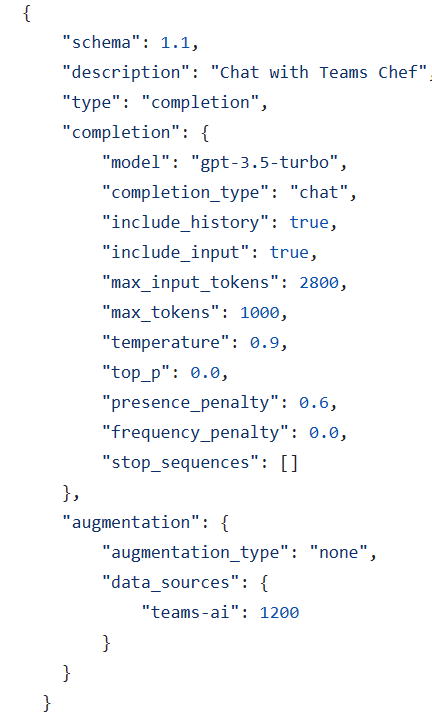 {
"schema": 1.1,
"description": "Chat with Teams Chef",
"type": "completion",
"completion": {
"model": "gpt-3.5-turbo",
"completion_type": "chat",
"include_history": true,
"include_input": true,
"max_input_tokens": 2800,
"max_tokens": 1000,
"temperature": 0.9,
"top_p": 0.0,
"presence_penalty": 0.6,
"frequency_penalty": 0.0,
"stop_sequences": []
},
"augmentation": {
"augmentation_type": "none",
"data_sources": {
"teams-ai": 1200
}
}
}